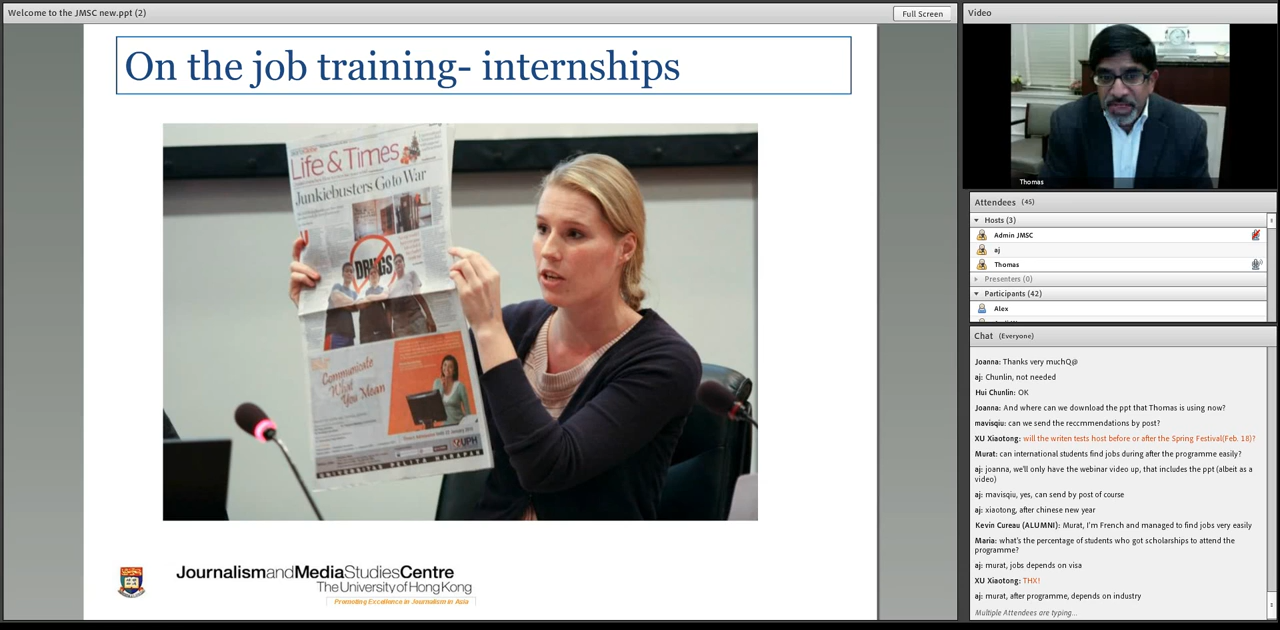 Welcome to the JMSC new.ppt (2)
Full Screen
On the job training- internships
Life & Times
Junkiebusters Go to War
DRUGS
Communicate
What
You Mean
UPH
UNIVERSITAS PELITA HARAPAN
JournalismandMediaStudiesCentre
The University of Hong Kong
Promoting Excellence in Journalism in Asia
Video
Thomas
Attendees (45)
Hosts (3)
Admin JMSC
aj
Thomas
Presenters (0)
Participants (42)
Alex
Chat (Everyone)
Joanna: Thanks very muchQ@
aj: Chunlin, not needed
Hui Chunlin: OK
Joanna: And where can we download the ppt that Thomas is using now?
mavisqiu: can we send the reccmmendations by post?
XU Xiaotong: will the writen tests host before or after the Spring Festival(Feb. 18)?
Murat: can international students find jobs during after the programme easily?
aj: joanna, we'll only have the webinar video up, that includes the ppt (albeit as a
video)
aj: mavisqiu, yes, can send by post of course
aj: xiaotong, after chinese new year
Kevin Cureau (ALUMNI): Murat, I'm French and managed to find jobs very easily
Maria: what's the percentage of students who got scholarships to attend the
programme?
aj: murat, jobs depends on visa
XU Xiaotong: THX!
aj: murat, after programme, depends on industry
Multiple Attendees are typing...